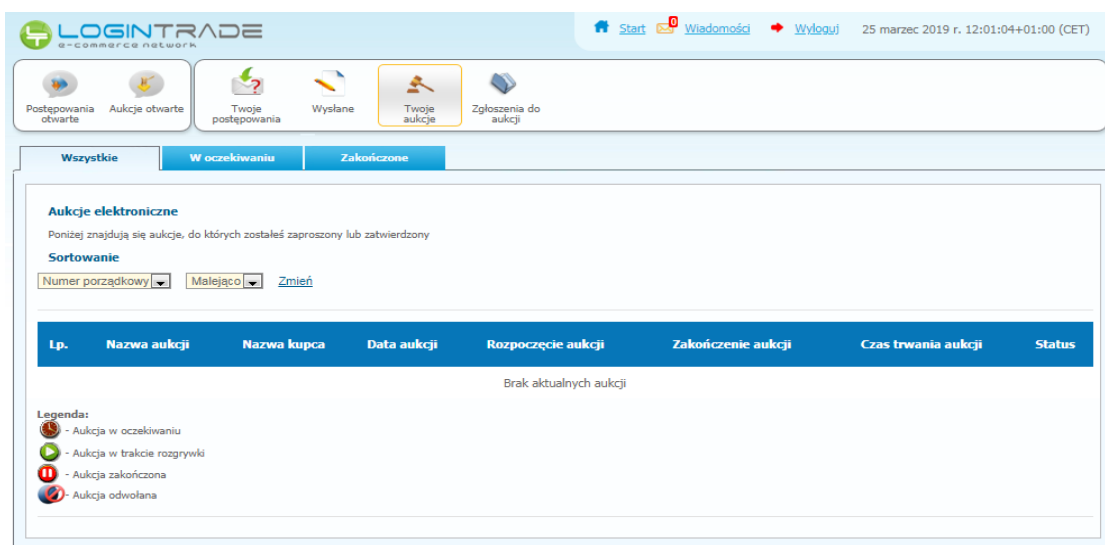 LOGINTRADE
e-commerce network
Start 0 Wiadomości Wyloguj 25 marzec 2019 r. 12:01:04+01:00 (CET)
Postępowania otwarte
Aukcje otwarte
Twoje postępowania
Wysłane
Twoje aukcje
Zgłoszenia do aukcji
Wszystkie W oczekiwaniu Zakończone
Aukcje elektroniczne
Poniżej znajdują się aukcje, do których zostałeś zaproszony lub zatwierdzony
Sortowanie
Numer porządkowy Malejąco Zmień
Lp. Nazwa aukcji Nazwa kupca Data aukcji Rozpoczęcie aukcji Zakończenie aukcji Czas trwania aukcji Status
Brak aktualnych aukcji
Legenda:
- Aukcja w oczekiwaniu
- Aukcja w trakcie rozgrywki
- Aukcja zakończona
- Aukcja odwołana